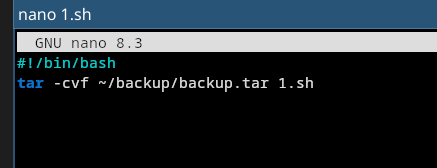 nano 1.sh
GNU nano 8.3
#!/bin/bash
tar -cvf ~/backup/backup.tar 1.sh